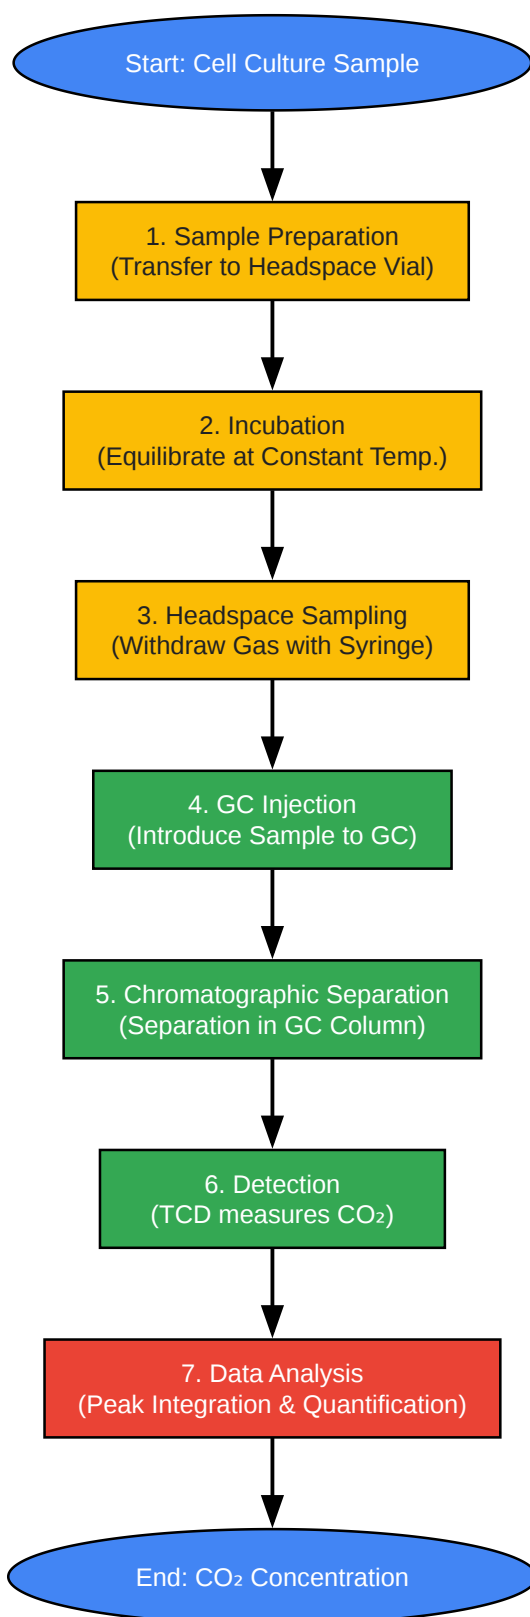 Start: Cell Culture Sample
1. Sample Preparation
(Transfer to Headspace Vial)
2. Incubation
(Equilibrate at Constant Temp.)
3. Headspace Sampling
(Withdraw Gas with Syringe)
4. GC Injection
(Introduce Sample to GC)
5. Chromatographic Separation
(Separation in GC Column)
6. Detection
(TCD measures CO₂)
7. Data Analysis
(Peak Integration & Quantification)
End: CO₂ Concentration